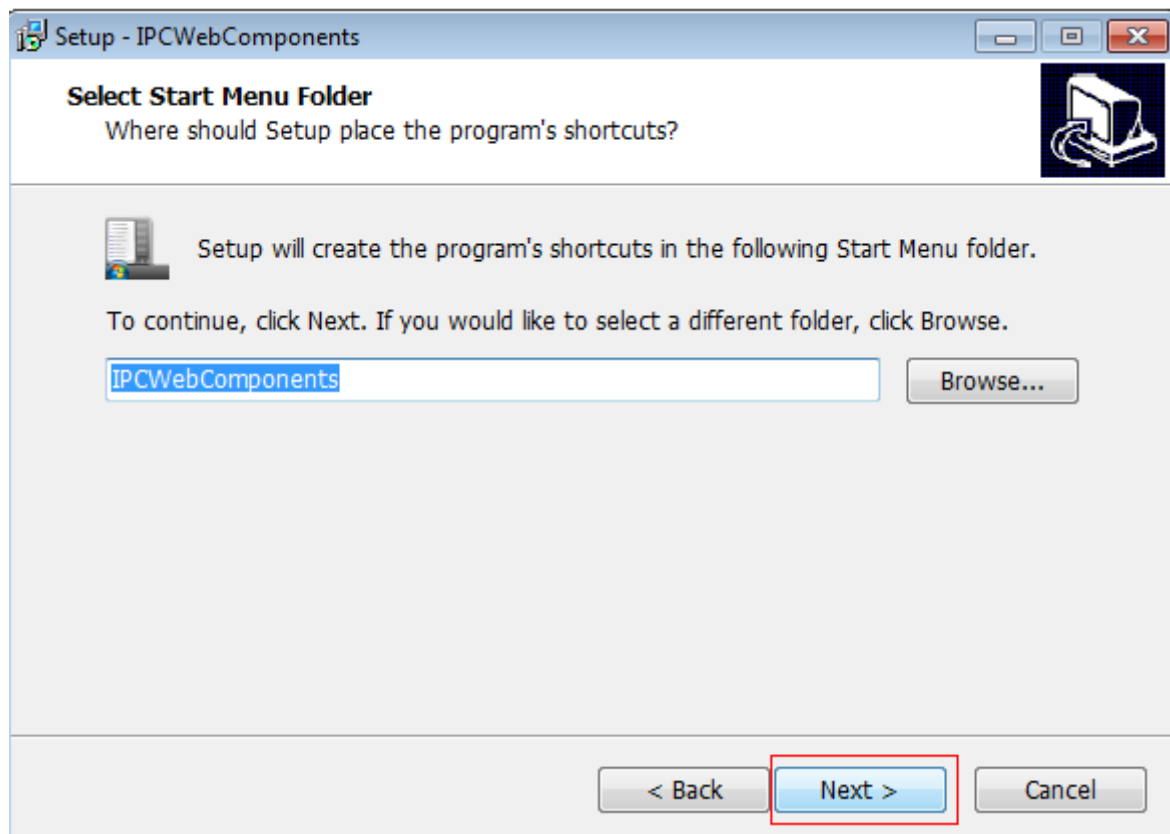 Setup - IPCWebComponents
Select Start Menu Folder
Where should Setup place the program's shortcuts?
Setup will create the program's shortcuts in the following Start Menu folder.
To continue, click Next. If you would like to select a different folder, click Browse.
IPCWebComponents
Browse...
< Back
Next >
Cancel